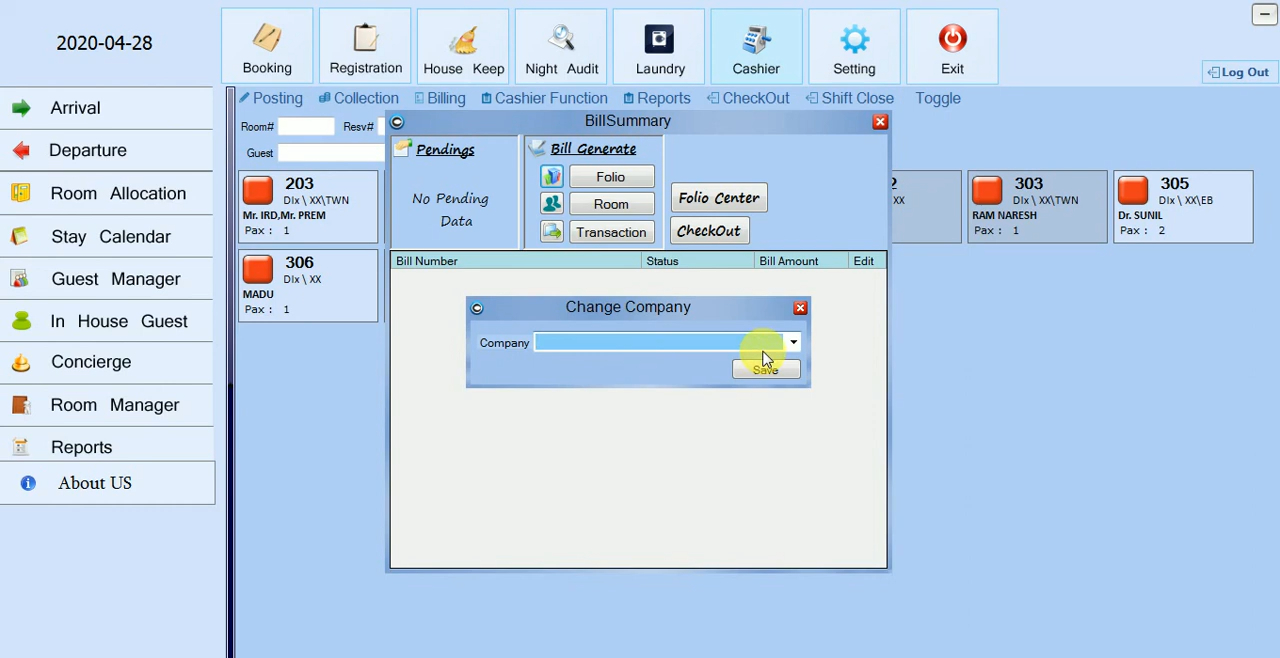 2020-04-28
Booking
Registration
House Keep
Night Audit
Laundry
Cashier
Setting
Exit
Log Out
Arrival
Departure
Room Allocation
Stay Calendar
Guest Manager
In House Guest
Concierge
Room Manager
Reports
About US
Posting
Collection
Billing
Cashier Function
Reports
CheckOut
Shift Close
Toggle
Room#
Resv#
Guest
203
Dlx \ XX\TWN
Mr. IRD,Mr. PREM
Pax : 1
306
Dlx \ XX
MADU
Pax : 1
2
XX
303
Dlx \ XX\TWN
RAM NARESH
Pax : 1
305
Dlx \ XX\EB
Dr. SUNIL
Pax : 2
BillSummary
Pendings
No Pending
Data
Bill Generate
Folio
Room
Transaction
Folio Center
CheckOut
Bill Number Status Bill Amount Edit
Change Company
Company
Save